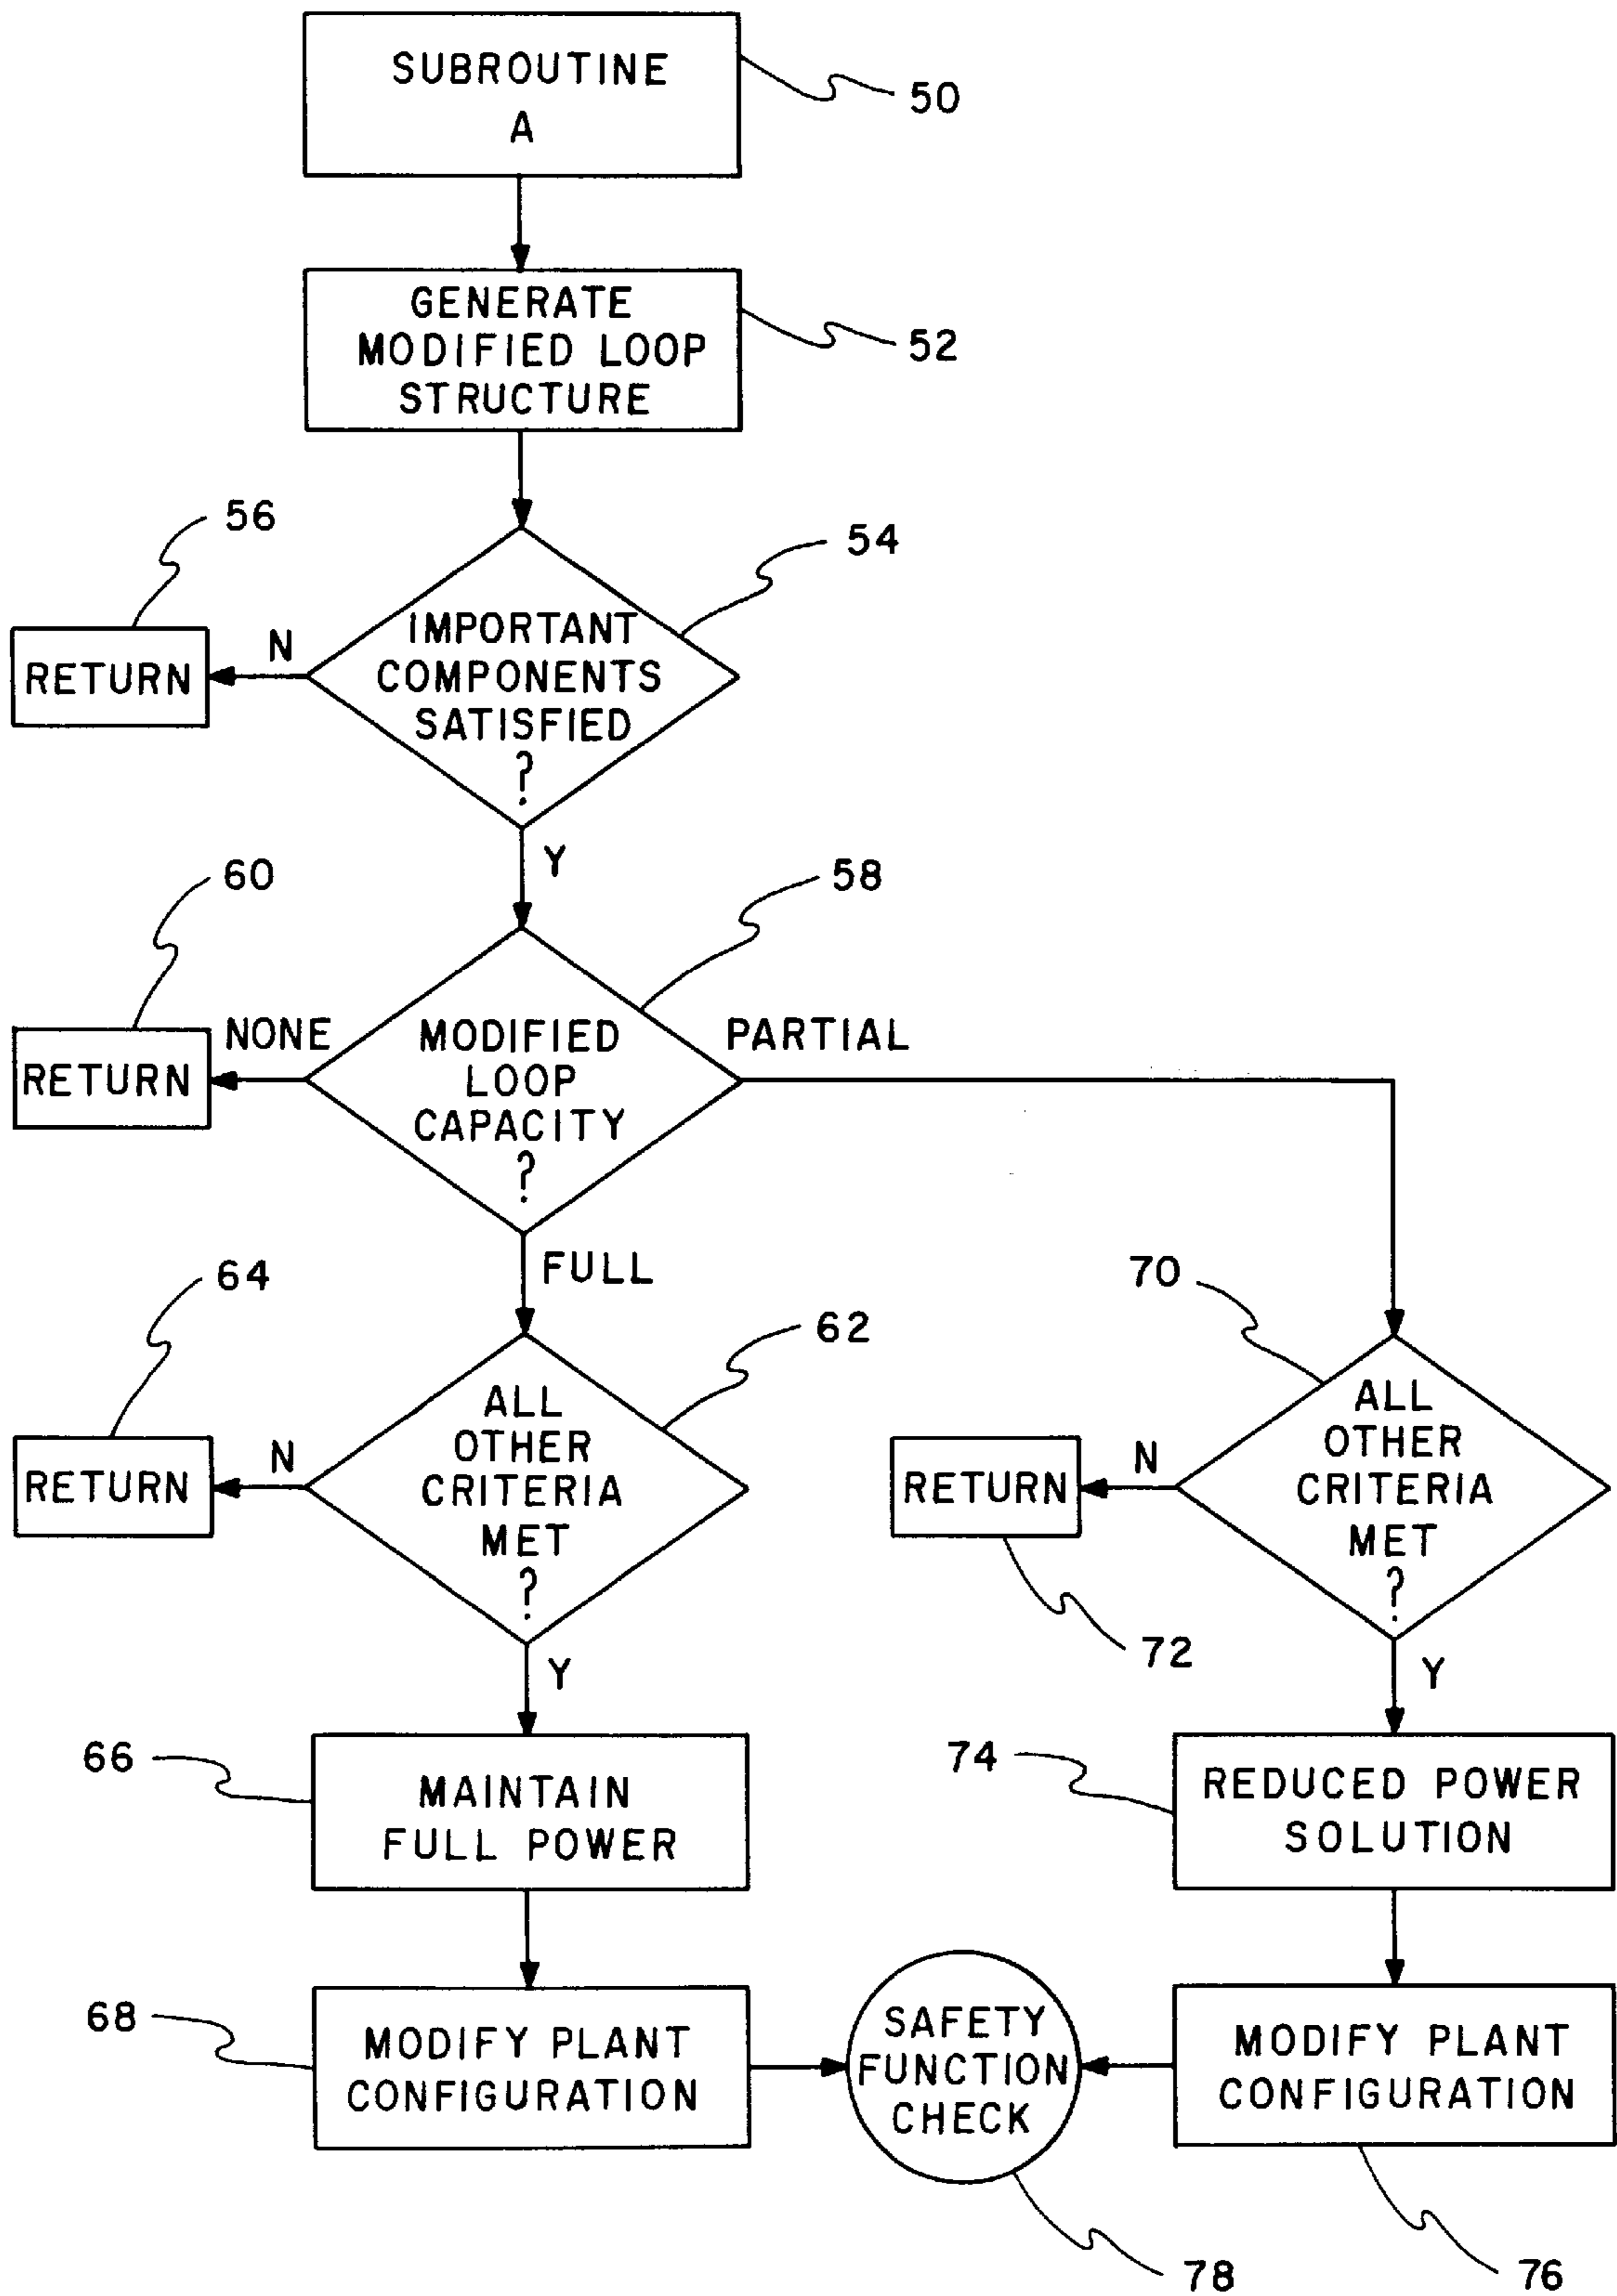 SUBROUTINE
A
50
GENERATE
MODIFIED LOOP
STRUCTURE
52
56
54
RETURN
N
IMPORTANT
COMPONENTS
SATISFIED
?
Y
60
58
RETURN
NONE
MODIFIED
LOOP
CAPACITY
?
PARTIAL
FULL
64
62
70
RETURN
N
ALL
OTHER
CRITERIA
MET
?
RETURN
N
ALL
OTHER
CRITERIA
MET
?
72
Y
Y
66
MAINTAIN
FULL POWER
74
REDUCED POWER
SOLUTION
68
MODIFY PLANT
CONFIGURATION
SAFETY
FUNCTION
CHECK
MODIFY PLANT
CONFIGURATION
78
76